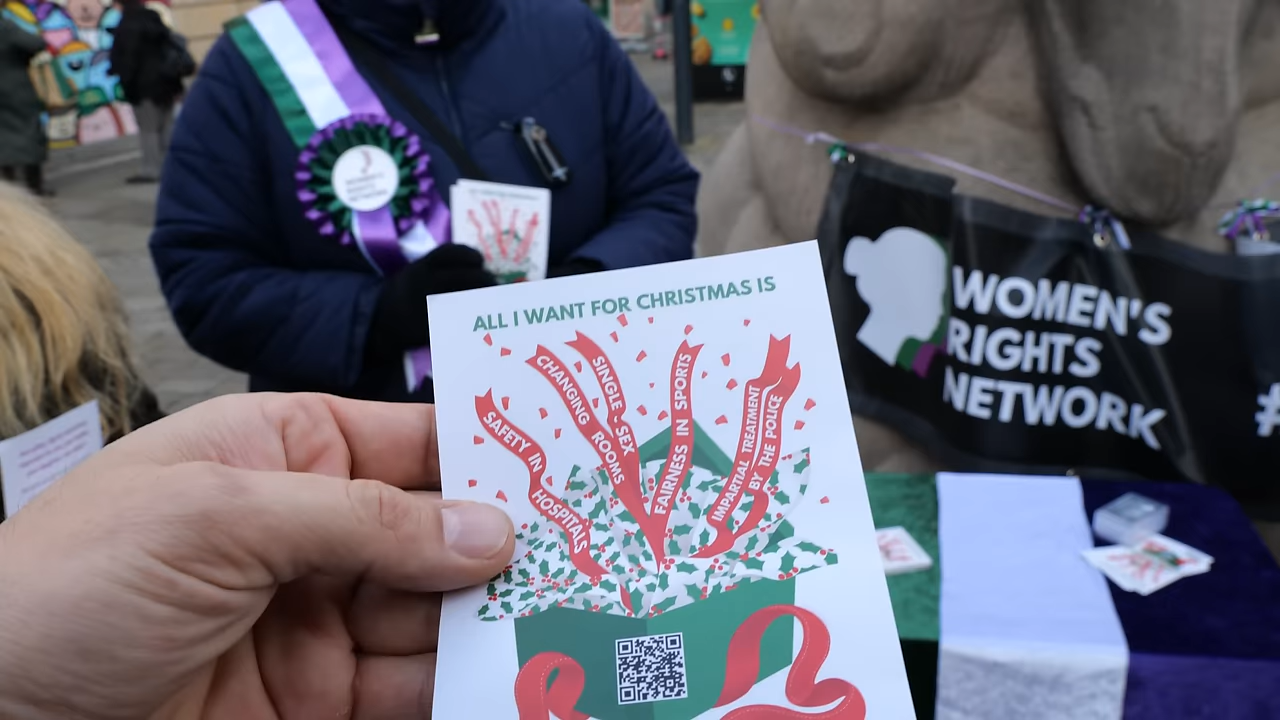 ALL I WANT FOR CHRISTMAS IS
SAFETY IN HOSPITALS
CHANGING ROOMS
SINGLE-SEX
FAIRNESS IN SPORTS
IMPARTIAL TREATMENT
BY THE POLICE
WOMEN'S
RIGHTS
NETWORK
#